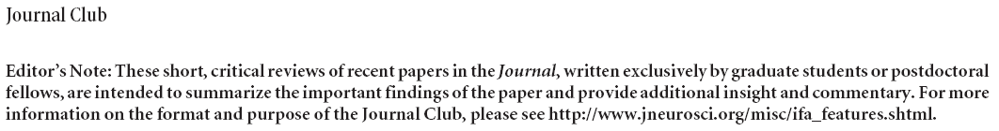 Journal Club
Editor's Note: These short, critical reviews of recent papers in the Journal, written exclusively by graduate students or postdoctoral
fellows, are intended to summarize the important findings of the paper and provide additional insight and commentary. For more
information on the format and purpose of the Journal Club, please see http://www.jneurosci.org/misc/ifa_features.shtml.